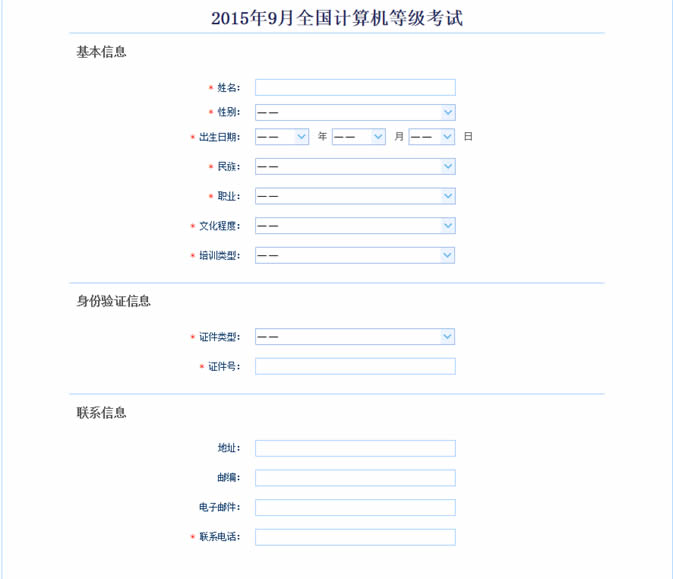 2015年9月全国计算机等级考试
基本信息
* 姓名：
* 性别： ——
* 出生日期： —— 年 —— 月 —— 日
* 民族： ——
* 职业： ——
* 文化程度： ——
* 培训类型： ——
身份验证信息
* 证件类型： ——
* 证件号：
联系信息
地址：
邮编：
电子邮件：
* 联系电话：